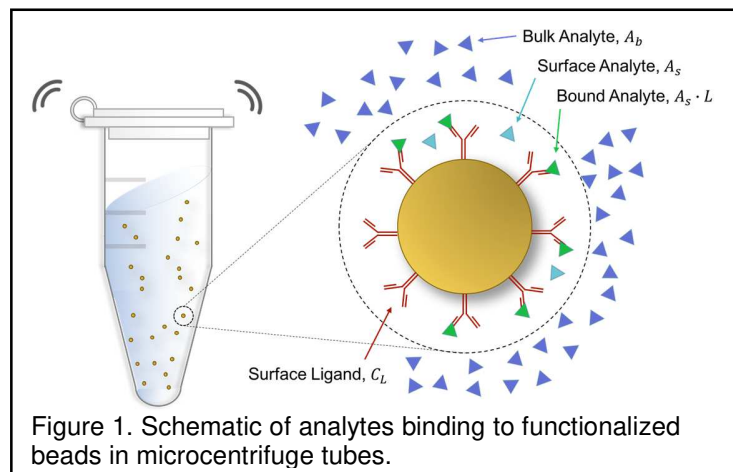 Bulk Analyte, A_b
Surface Analyte, A_s
Bound Analyte, A_s · L
Surface Ligand, C_L
Figure 1. Schematic of analytes binding to functionalized
beads in microcentrifuge tubes.